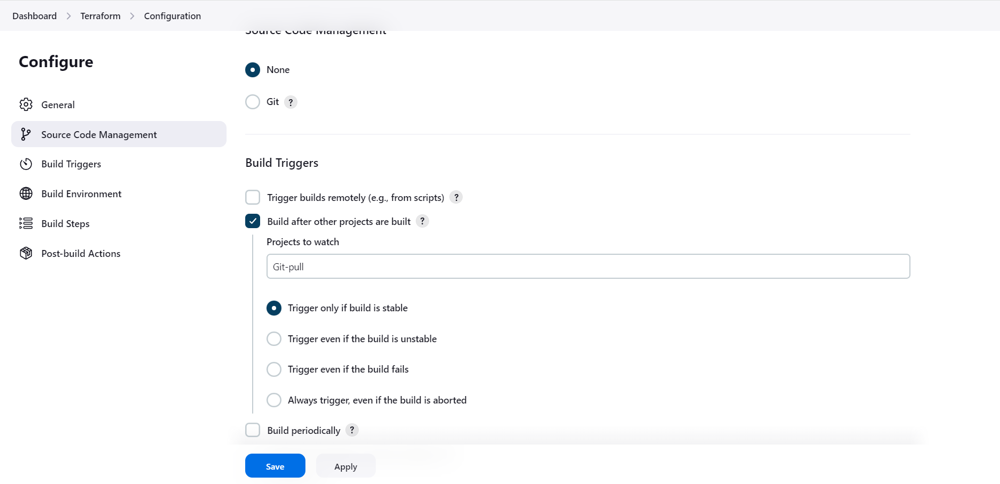 Dashboard > Terraform > Configuration
Source Code Management
Configure
General
Source Code Management
Build Triggers
Build Environment
Build Steps
Post-build Actions
None
Git ?
Build Triggers
Trigger builds remotely (e.g., from scripts) ?
Build after other projects are built ?
Projects to watch
Git-pull
Trigger only if build is stable
Trigger even if the build is unstable
Trigger even if the build fails
Always trigger, even if the build is aborted
Build periodically ?
Save Apply